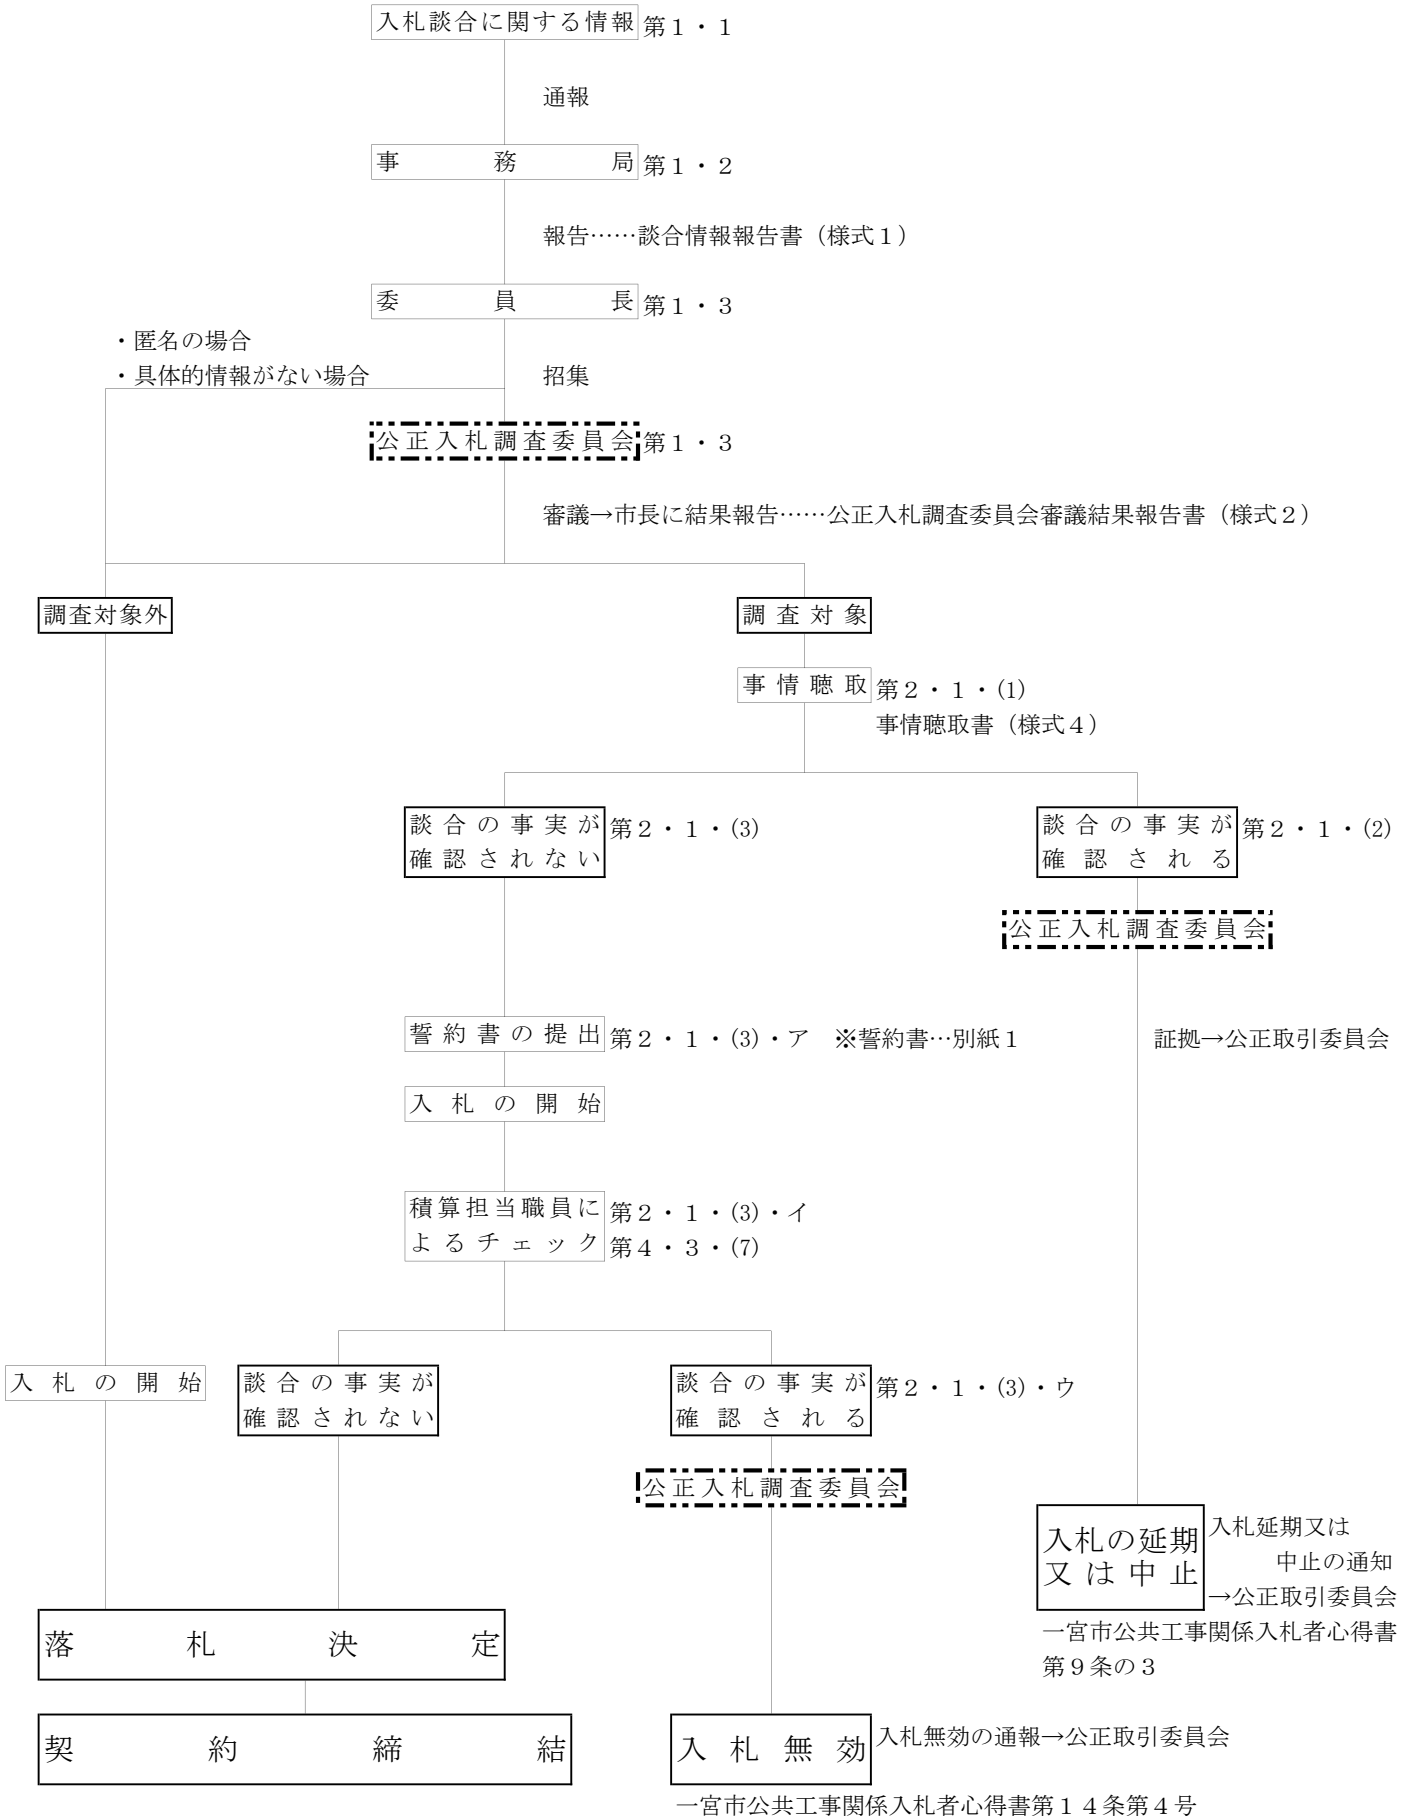 入札談合に関する情報 第１・１
通報
事務局 第１・２
報告……談合情報報告書（様式１）
委員長 第１・３
・匿名の場合
・具体的情報がない場合 招集
公正入札調査委員会 第１・３
審議→市長に結果報告……公正入札調査委員会審議結果報告書（様式２）
調査対象外 調査対象
事情聴取 第２・１・(1)
事情聴取書（様式４）
談合の事実が
確認されない
第２・１・(3)
談合の事実が
確認される
第２・１・(2)
公正入札調査委員会
誓約書の提出 第２・１・(3)・ア ※誓約書…別紙１ 証拠→公正取引委員会
入札の開始
積算担当職員に
よるチェック
第２・１・(3)・イ
第４・３・(7)
入札の開始
談合の事実が
確認されない
談合の事実が
確認される
第２・１・(3)・ウ
公正入札調査委員会
入札の延期
又は中止
入札延期又は
中止の通知
→公正取引委員会
一宮市公共工事関係入札者心得書
第９条の３
落札決定
契約締結
入札無効 入札無効の通報→公正取引委員会
一宮市公共工事関係入札者心得書第１４条第４号